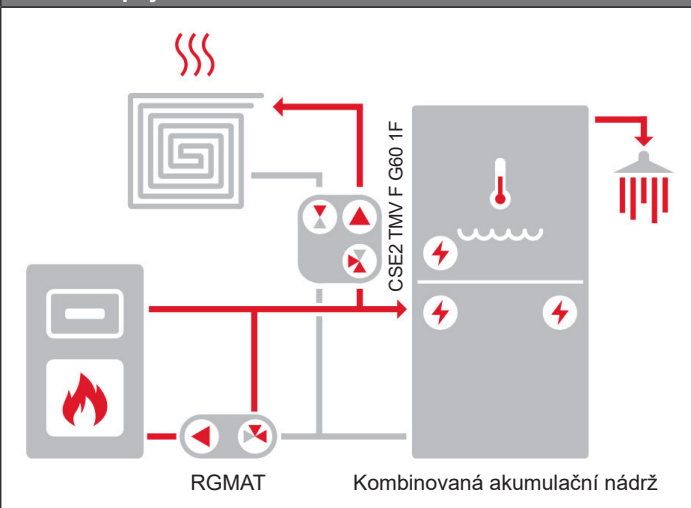 CSE2 TMV F G60 1F
RGMAT
Kombinovaná akumulační nádrž